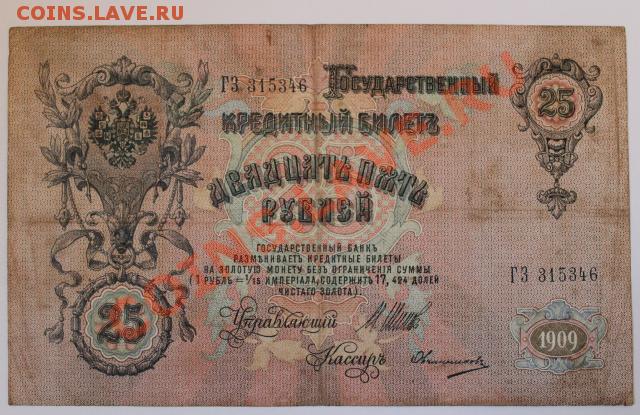 COINS.LAVE.RU
ГЗ 315346
Государственный
25
Кредитный Билетъ
Двадцать Пять
Рублей
Государственный Банкъ
размѣниваетъ кредитные билеты
на золотую монету безъ ограниченія суммы
(1 рубль = 1/15 имперіала, содержитъ 17, 424 долей
чистаго золота).
ГЗ 315346
25
Управляющий
1909
Кассиръ